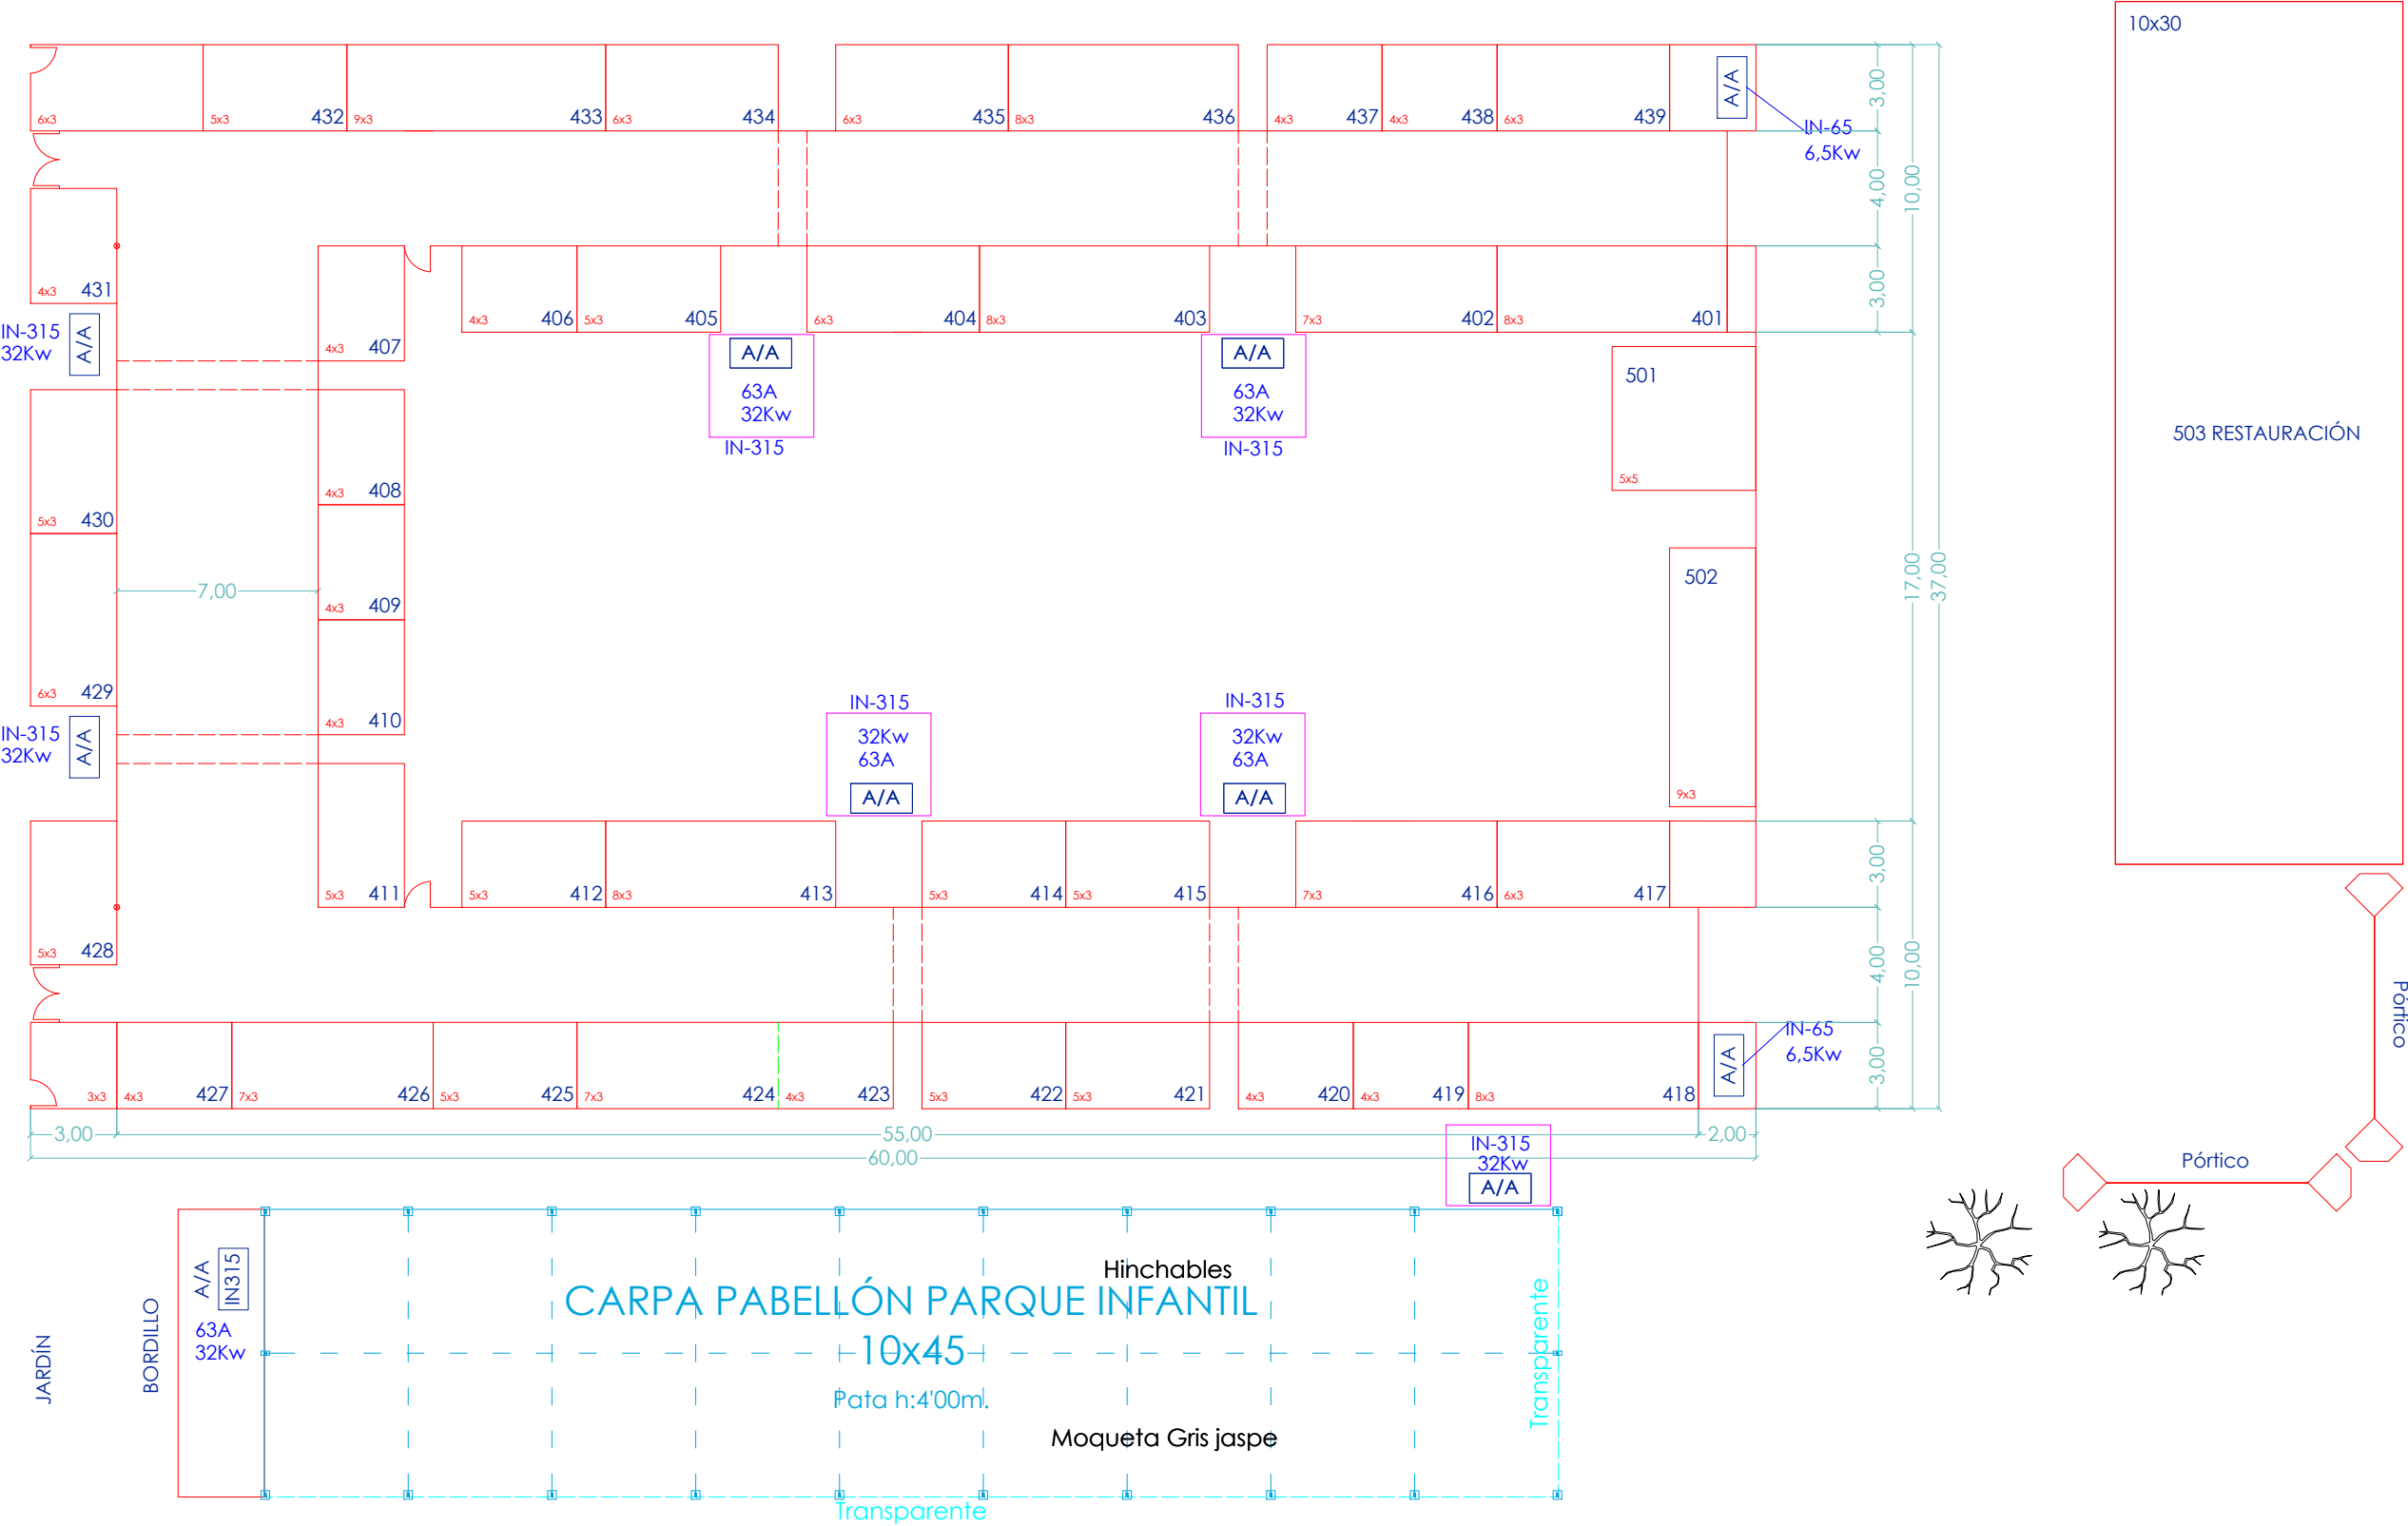 10x30
6x3
5x3 432
9x3 433
6x3 434
6x3 435
8x3 436
4x3 437
4x3 438
6x3 439
A/A
IN-65
6,5Kw
3,00
4,00
10,00
3,00
4x3 431
IN-315
32Kw
A/A
4x3 407
4x3 406
5x3 405
6x3 404
8x3 403
7x3 402
8x3 401
A/A
63A
32Kw
IN-315
A/A
63A
32Kw
IN-315
501
5x5
503 RESTAURACIÓN
5x3 430
4x3 408
7,00
4x3 409
502
9x3
17,00
37,00
6x3 429
4x3 410
IN-315
32Kw
A/A
IN-315
32Kw
63A
A/A
IN-315
32Kw
63A
A/A
5x3 428
5x3 411
5x3 412
8x3 413
5x3 414
5x3 415
7x3 416
6x3 417
3,00
4,00
10,00
3,00
Pórtico
3x3
4x3 427
7x3 426
5x3 425
7x3 424
4x3 423
5x3 422
5x3 421
4x3 420
4x3 419
8x3 418
A/A
IN-65
6,5Kw
3,00
55,00
2,00
60,00
IN-315
32Kw
A/A
Pórtico
JARDÍN
BORDILLO
A/A
IN315
63A
32Kw
Hinchables
CARPA PABELLÓN PARQUE INFANTIL
10x45
Pata h:4'00m.
Moqueta Gris jaspe
Transparente
Transparente